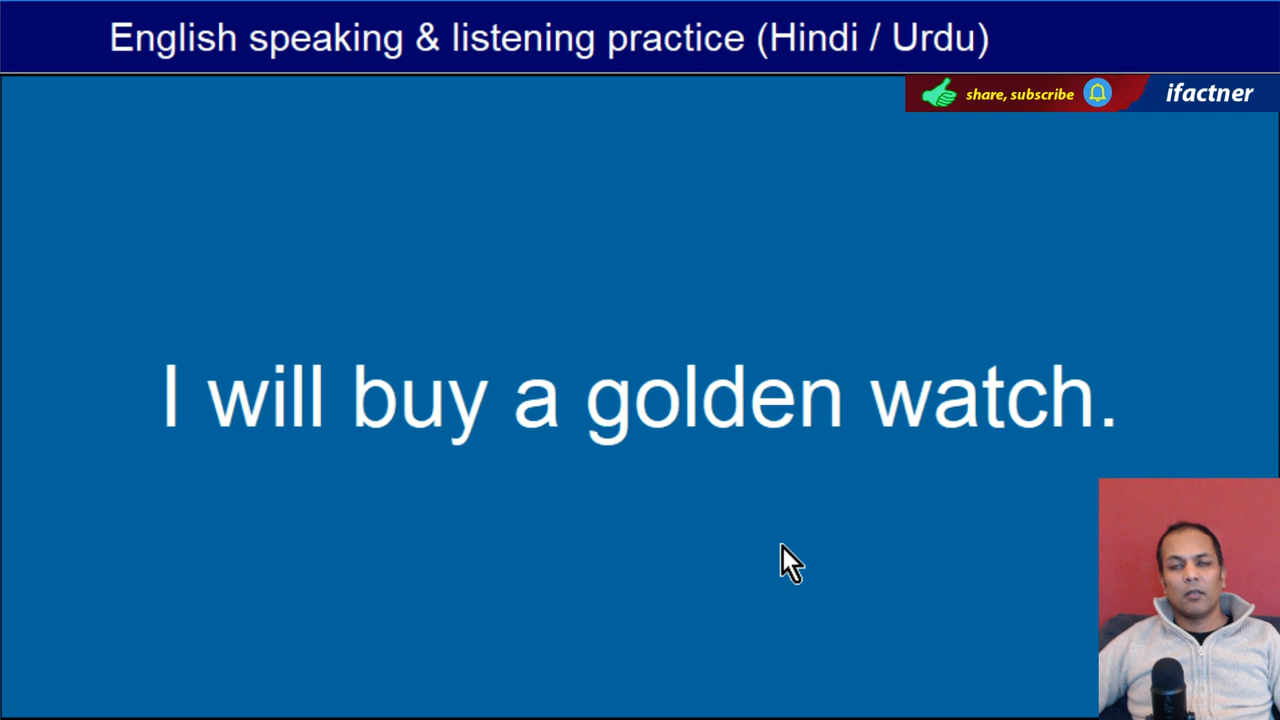 English speaking & listening practice (Hindi / Urdu)
share, subscribe
ifactner
I will buy a golden watch.